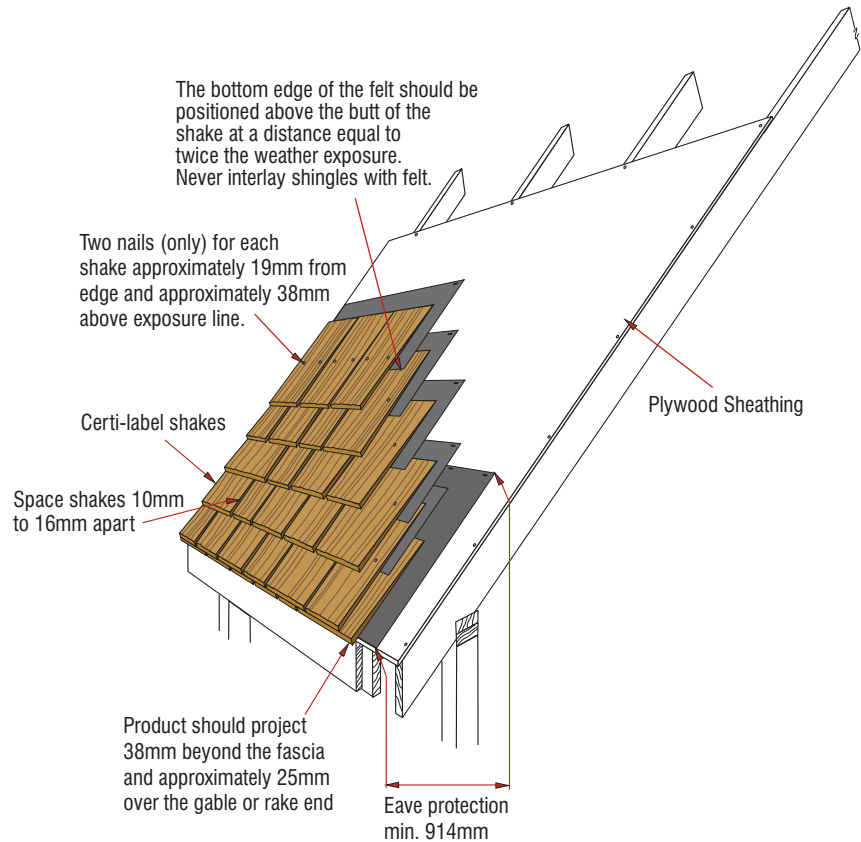 The bottom edge of the felt should be
positioned above the butt of the
shake at a distance equal to
twice the weather exposure.
Never interlay shingles with felt.
Two nails (only) for each
shake approximately 19mm from
edge and approximately 38mm
above exposure line.
Plywood Sheathing
Certi-label shakes
Space shakes 10mm
to 16mm apart
Product should project
38mm beyond the fascia
and approximately 25mm
over the gable or rake end
Eave protection
min. 914mm